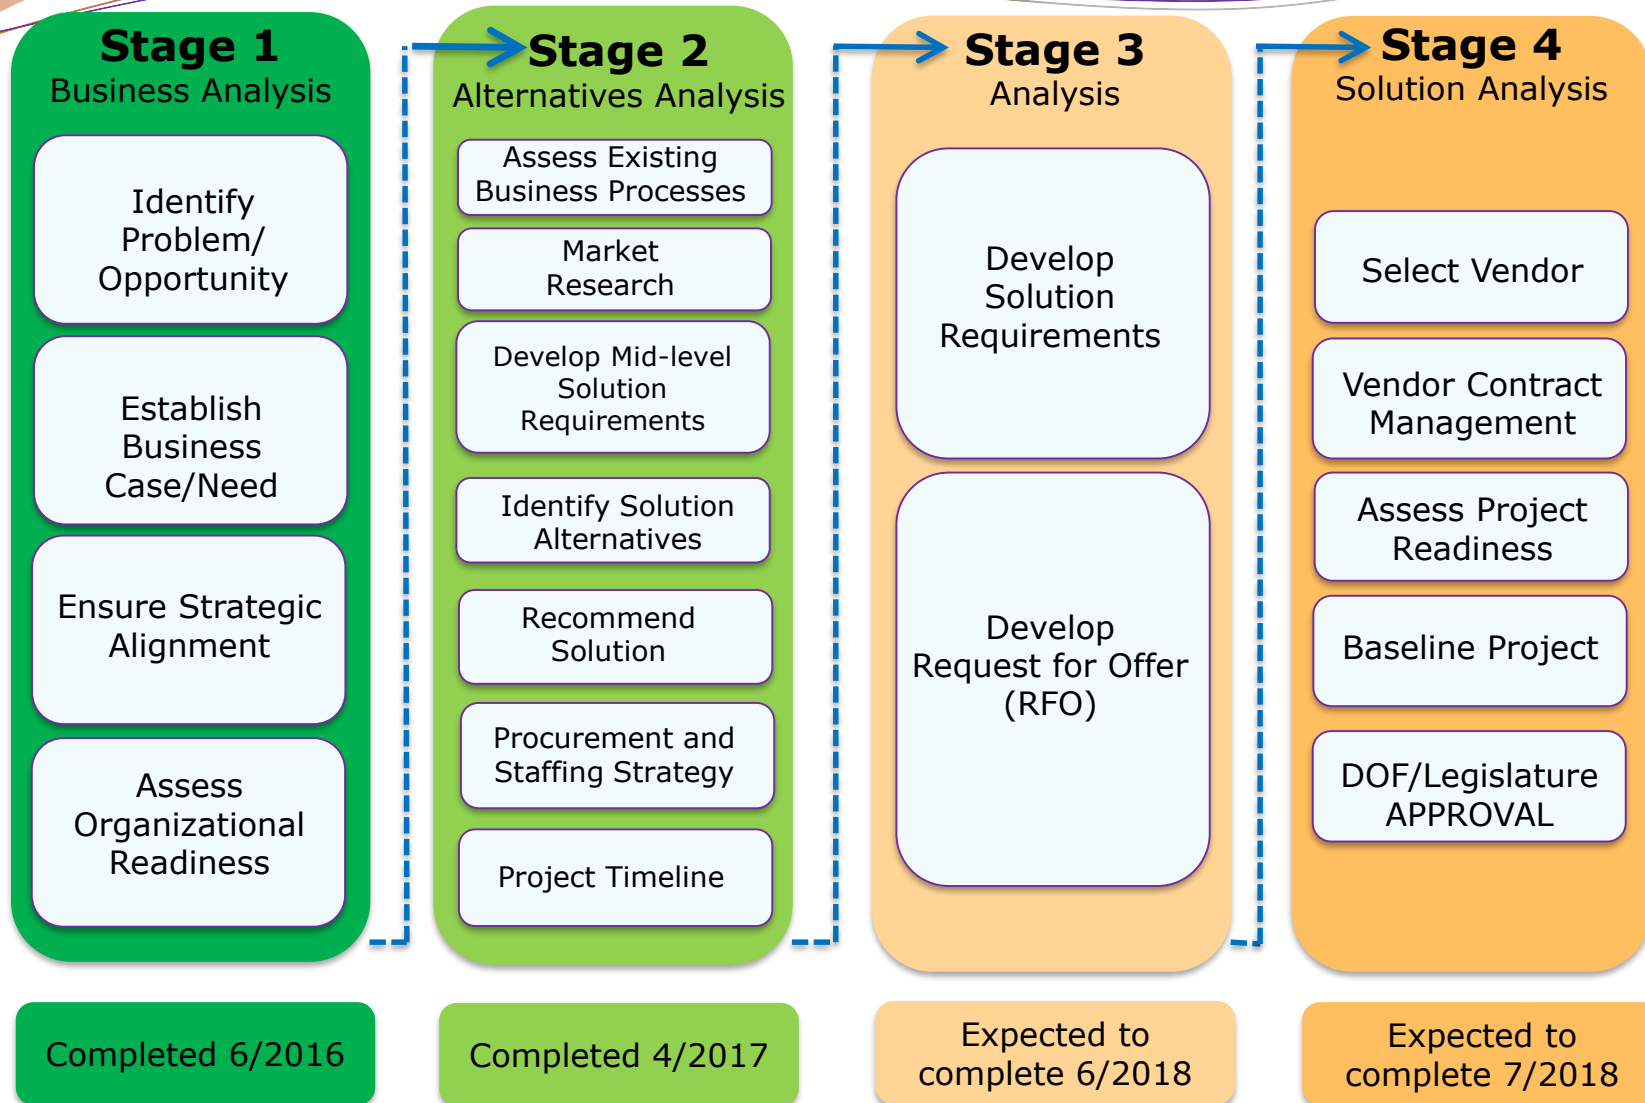 Stage 1
Business Analysis
Identify
Problem/
Opportunity
Establish
Business
Case/Need
Ensure Strategic
Alignment
Assess
Organizational
Readiness
Completed 6/2016
Stage 2
Alternatives Analysis
Assess Existing
Business Processes
Market
Research
Develop Mid-level
Solution
Requirements
Identify Solution
Alternatives
Recommend
Solution
Procurement and
Staffing Strategy
Project Timeline
Completed 4/2017
Stage 3
Analysis
Develop
Solution
Requirements
Develop
Request for Offer
(RFO)
Expected to
complete 6/2018
Stage 4
Solution Analysis
Select Vendor
Vendor Contract
Management
Assess Project
Readiness
Baseline Project
DOF/Legislature
APPROVAL
Expected to
complete 7/2018